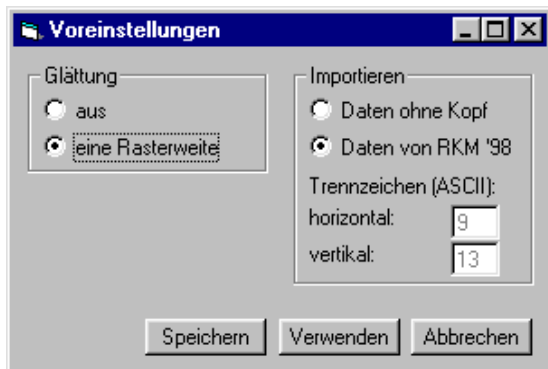 Voreinstellungen
Glättung
aus
eine Rasterweite
Importieren
Daten ohne Kopf
Daten von RKM '98
Trennzeichen (ASCII):
horizontal: 9
vertikal: 13
Speichern Verwenden Abbrechen